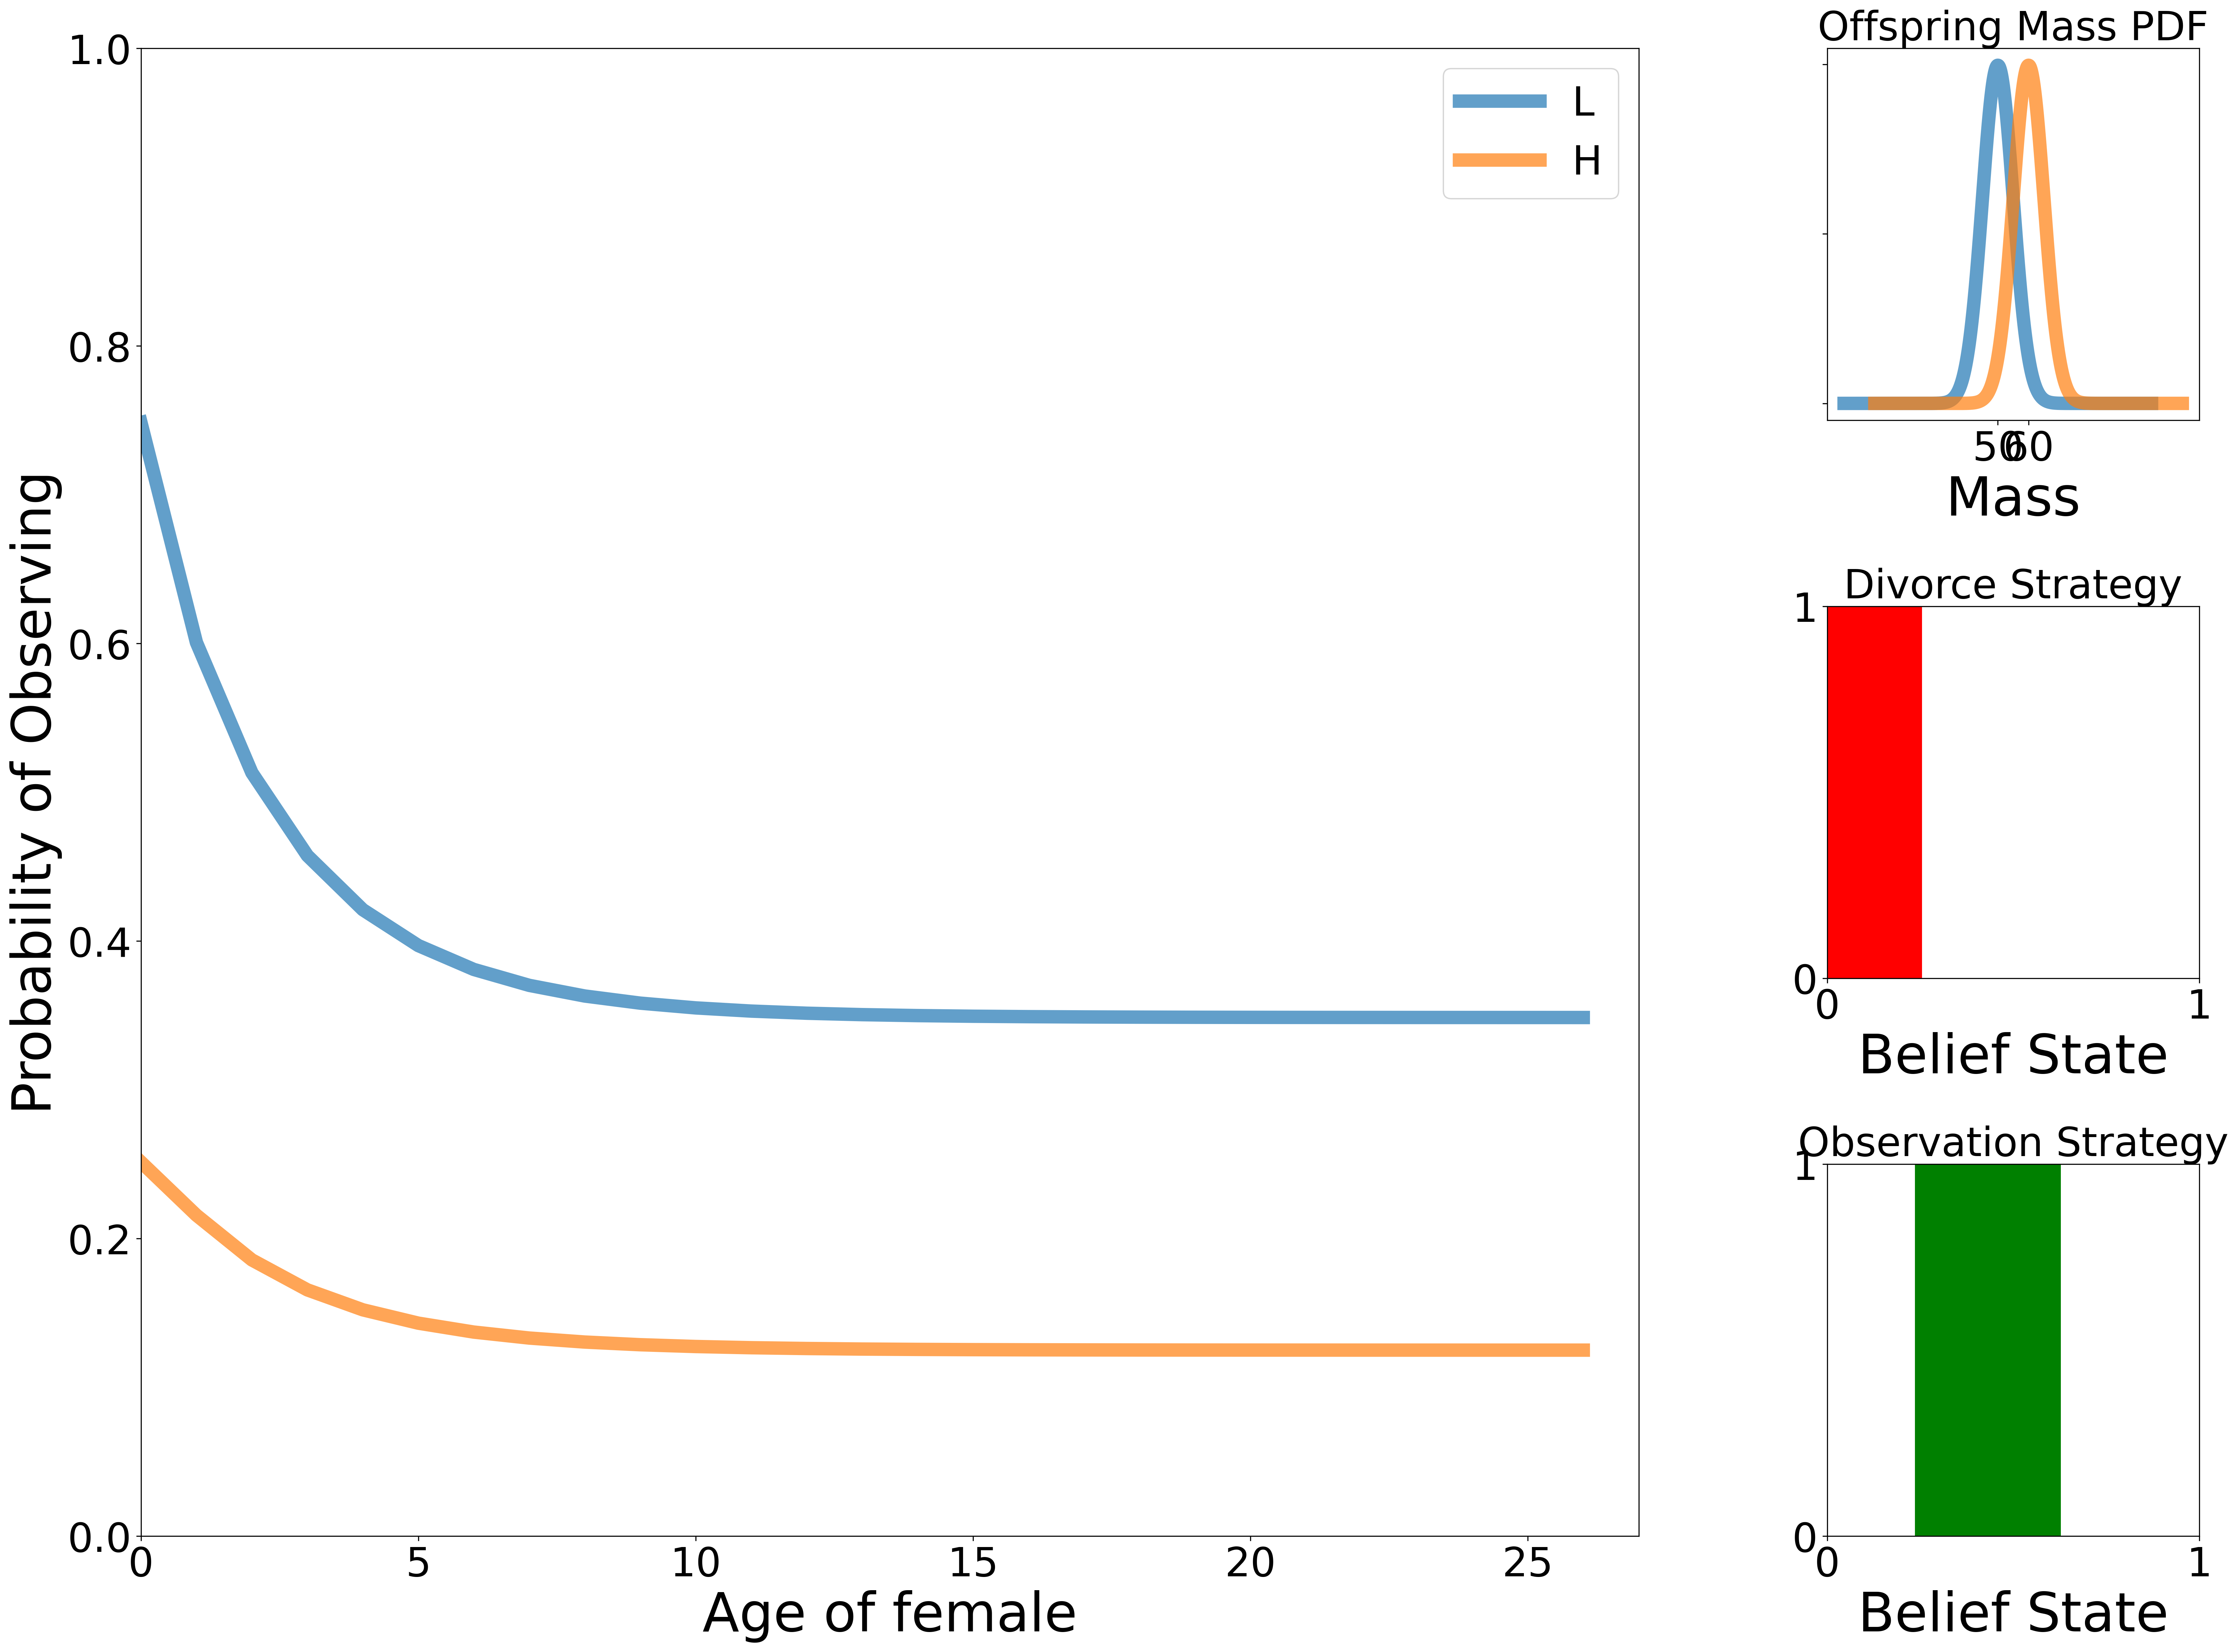 Probability of Observing
1.0
0.8
0.6
0.4
0.2
0.0
0 5 10 15 20 25
Age of female
L
H
Offspring Mass PDF
50 60
Mass
Divorce Strategy
1
0
0 1
Belief State
Observation Strategy
1
0
0 1
Belief State